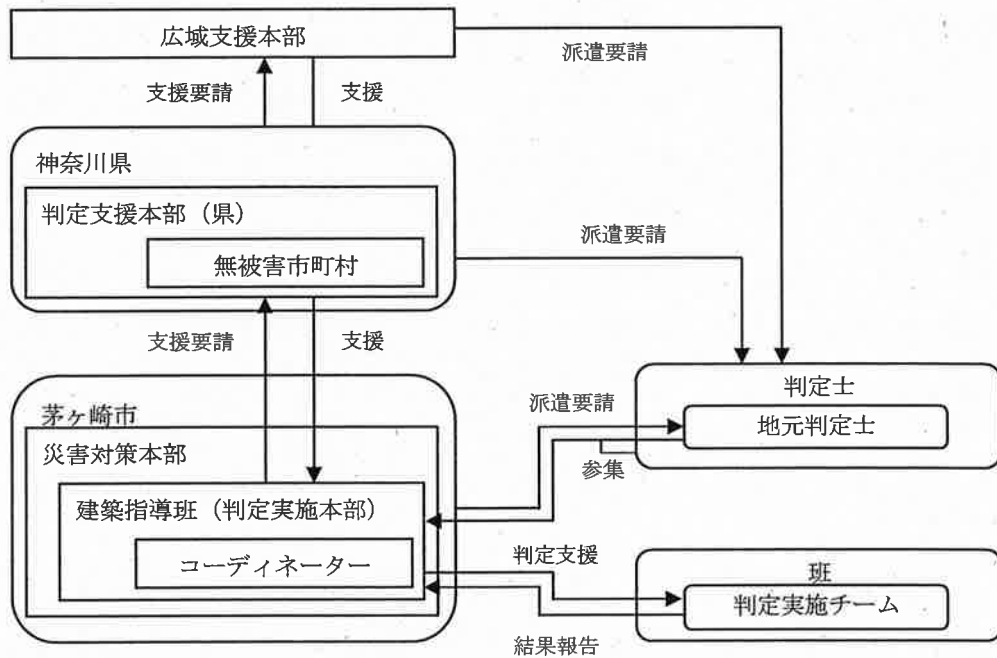 広域支援本部
派遣要請
支援要請
支援
神奈川県
判定支援本部（県）
無被害市町村
派遣要請
支援要請
支援
茅ヶ崎市
災害対策本部
建築指導班（判定実施本部）
コーディネーター
派遣要請
参集
判定士
地元判定士
判定支援
結果報告
班
判定実施チーム